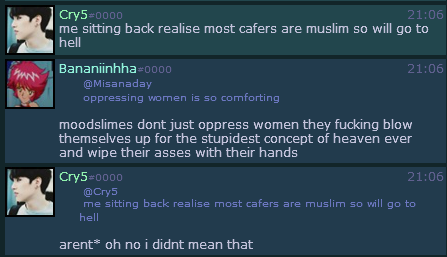 Cry5#0000 21:06
me sitting back realise most cafers are muslim so will go to
hell
Bananiinhha#0000 21:06
@Misanaday
oppressing women is so comforting
moodslimes dont just oppress women they fucking blow
themselves up for the stupidest concept of heaven ever
and wipe their asses with their hands
Cry5#0000 21:06
@Cry5
me sitting back realise most cafers are muslim so will go to
hell
arent* oh no i didnt mean that